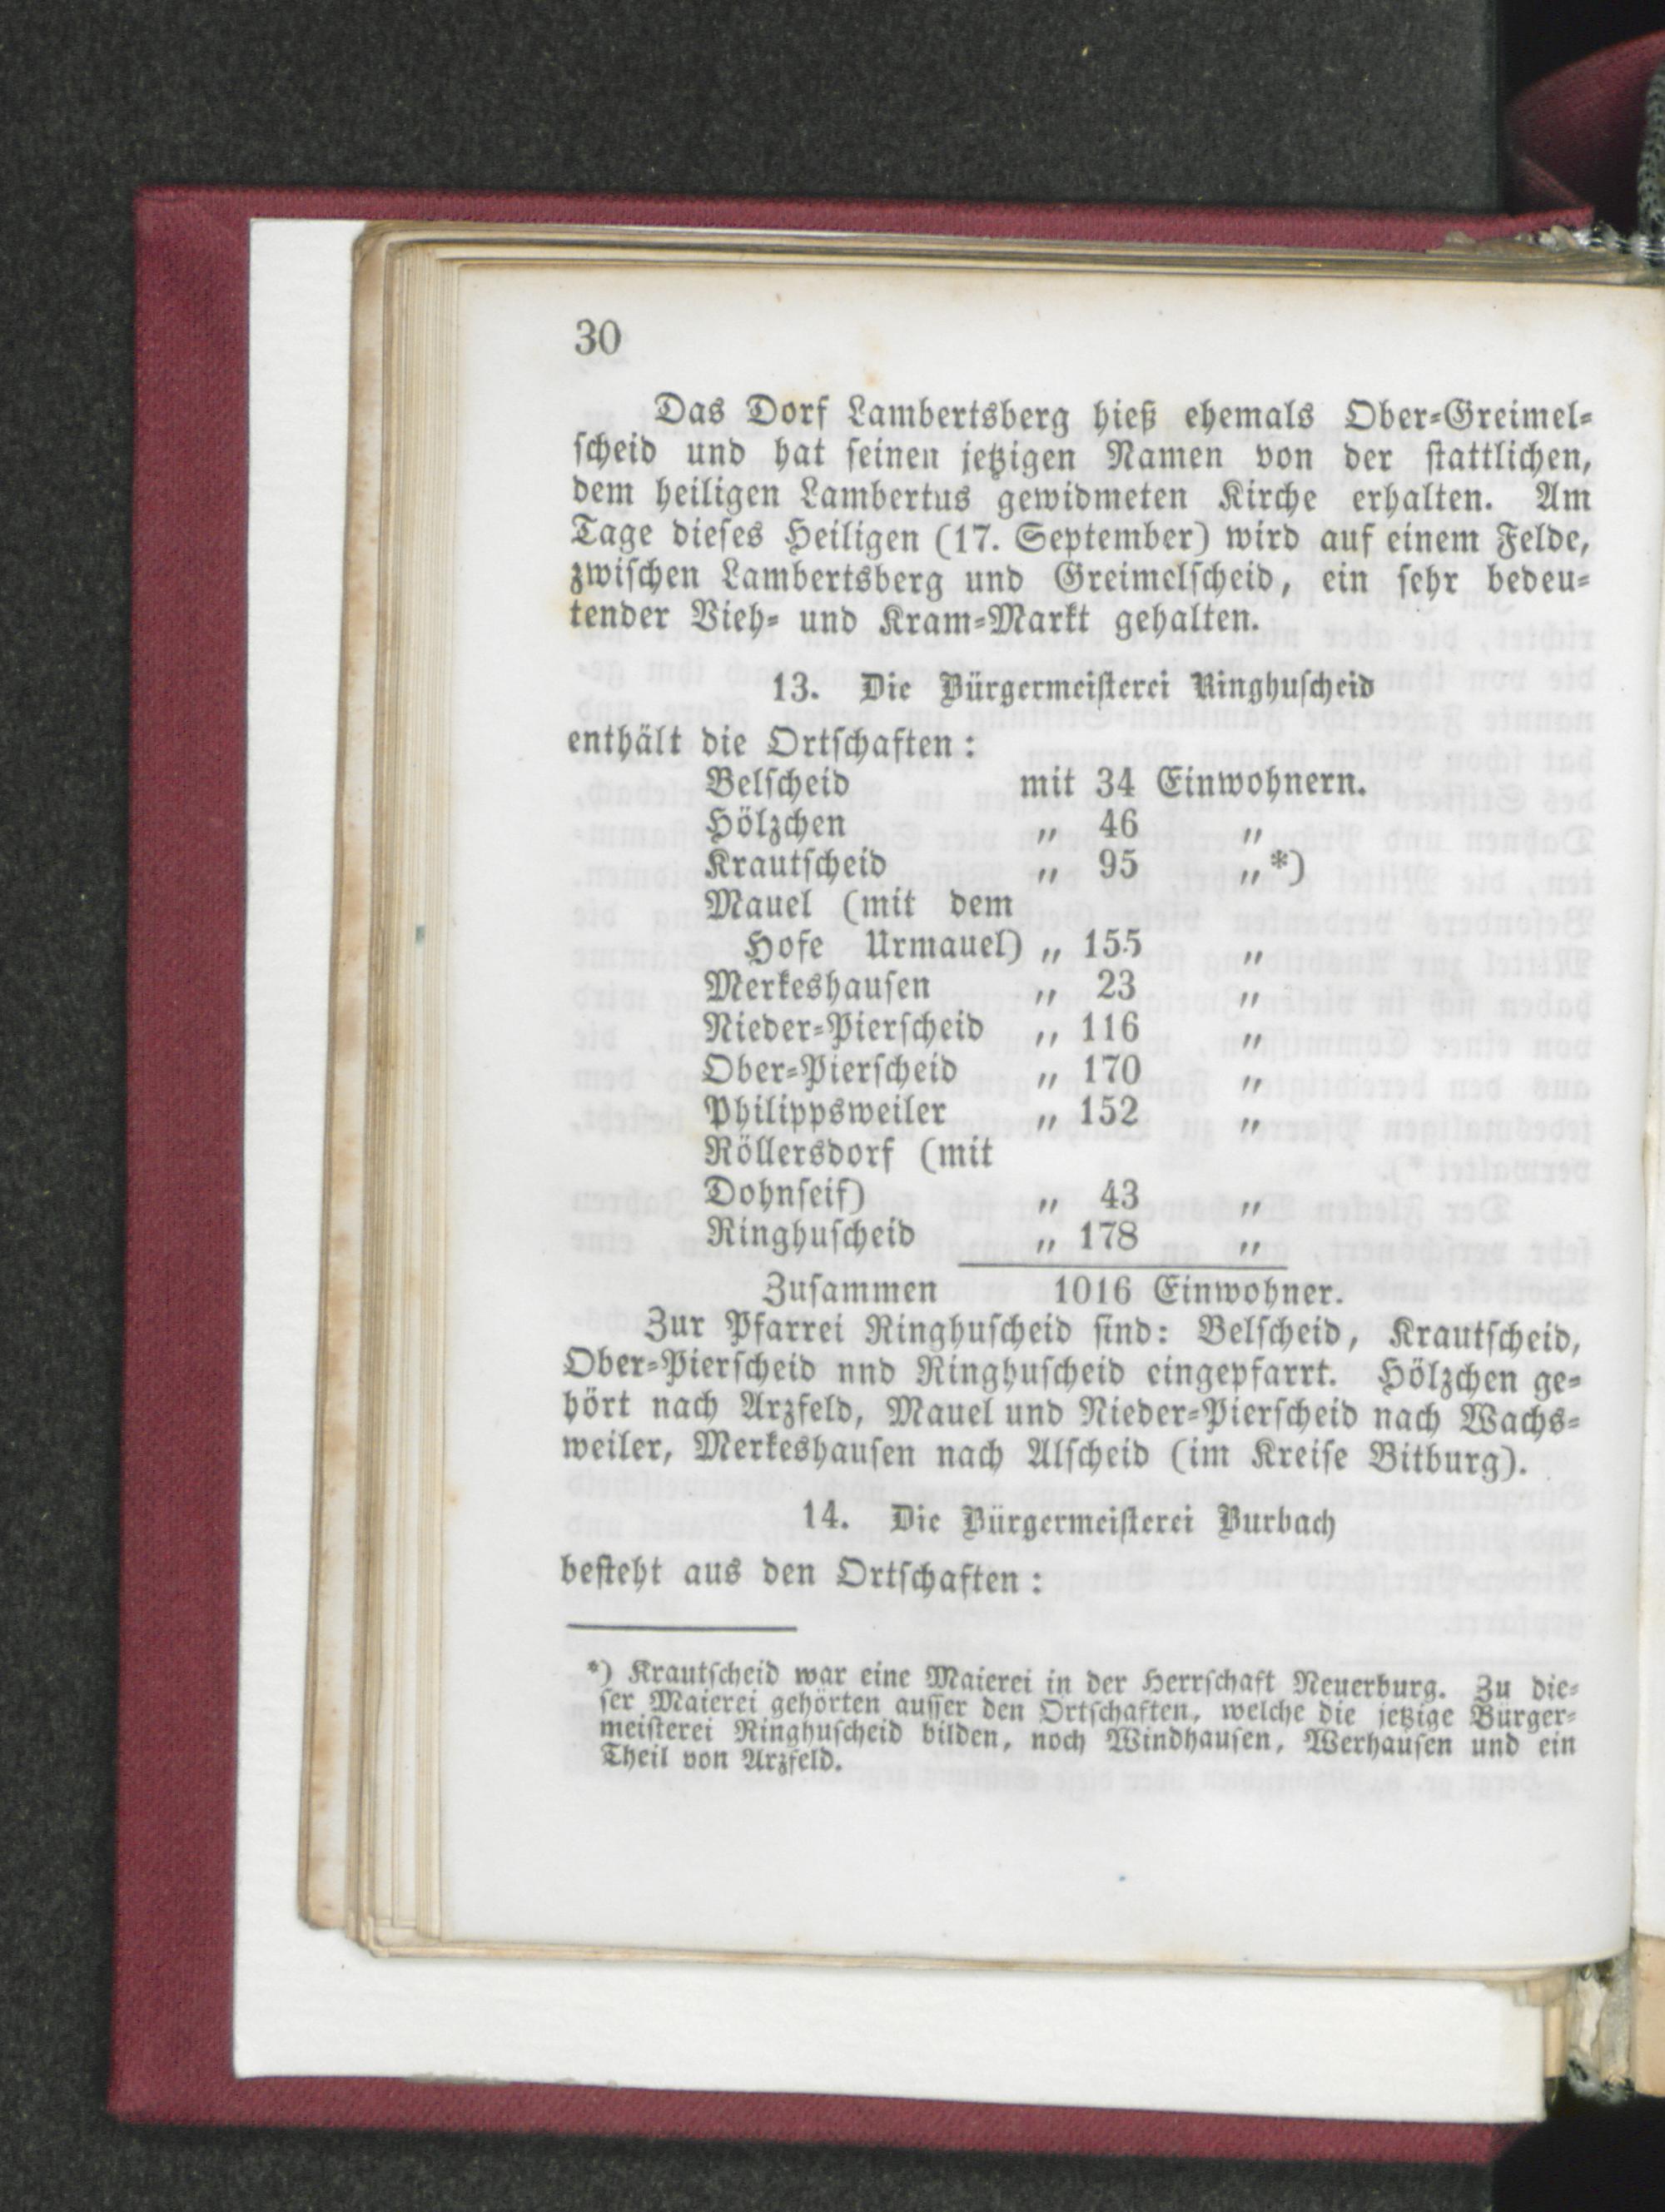 30
Das Dorf Lambertsberg hieß ehemals Ober-Greimel-
scheid und hat seinen jetzigen Namen von der stattlichen,
dem heiligen Lambertus gewidmeten Kirche erhalten. Am
Tage dieses Heiligen (17. September) wird auf einem Felde,
zwischen Lambertsberg und Greimelscheid, ein sehr bedeu-
tender Vieh- und Kram-Markt gehalten.
13. Die Bürgermeisterei Ringhuscheid
enthält die Ortschaften:
Belscheid mit 34 Einwohnern.
Hölzchen „ 46 „
Krautscheid „ 95 „*)
Mauel (mit dem
Hofe Urmauel) „ 155 „
Merkeshausen „ 23 „
Nieder-Pierscheid „ 116 „
Ober-Pierscheid „ 170 „
Philippsweiler „ 152 „
Röllersdorf (mit
Dohnseif) „ 43 „
Ringhuscheid „ 178 „
Zusammen 1016 Einwohner.
Zur Pfarrei Ringhuscheid sind: Belscheid, Krautscheid,
Ober-Pierscheid nnd Ringhuscheid eingepfarrt. Hölzchen ge-
hört nach Arzfeld, Mauel und Nieder-Pierscheid nach Wachs-
weiler, Merkeshausen nach Alscheid (im Kreise Bitburg).
14. Die Bürgermeisterei Burbach
besteht aus den Ortschaften:
*) Krautscheid war eine Maierei in der Herrschaft Neuerburg. Zu die-
ser Maierei gehörten ausser den Ortschaften, welche die jetzige Bürger-
meisterei Ringhuscheid bilden, noch Windhausen, Werhausen und ein
Theil von Arzfeld.